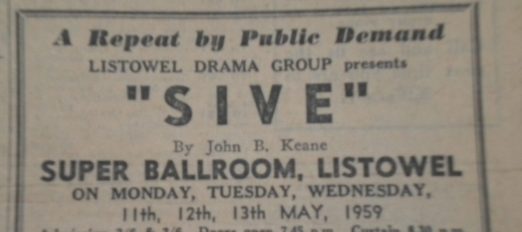 A Repeat by Public Demand
LISTOWEL DRAMA GROUP presents
"SIVE"
By John B. Keane
SUPER BALLROOM, LISTOWEL
ON MONDAY, TUESDAY, WEDNESDAY,
11th, 12th, 13th MAY, 1959